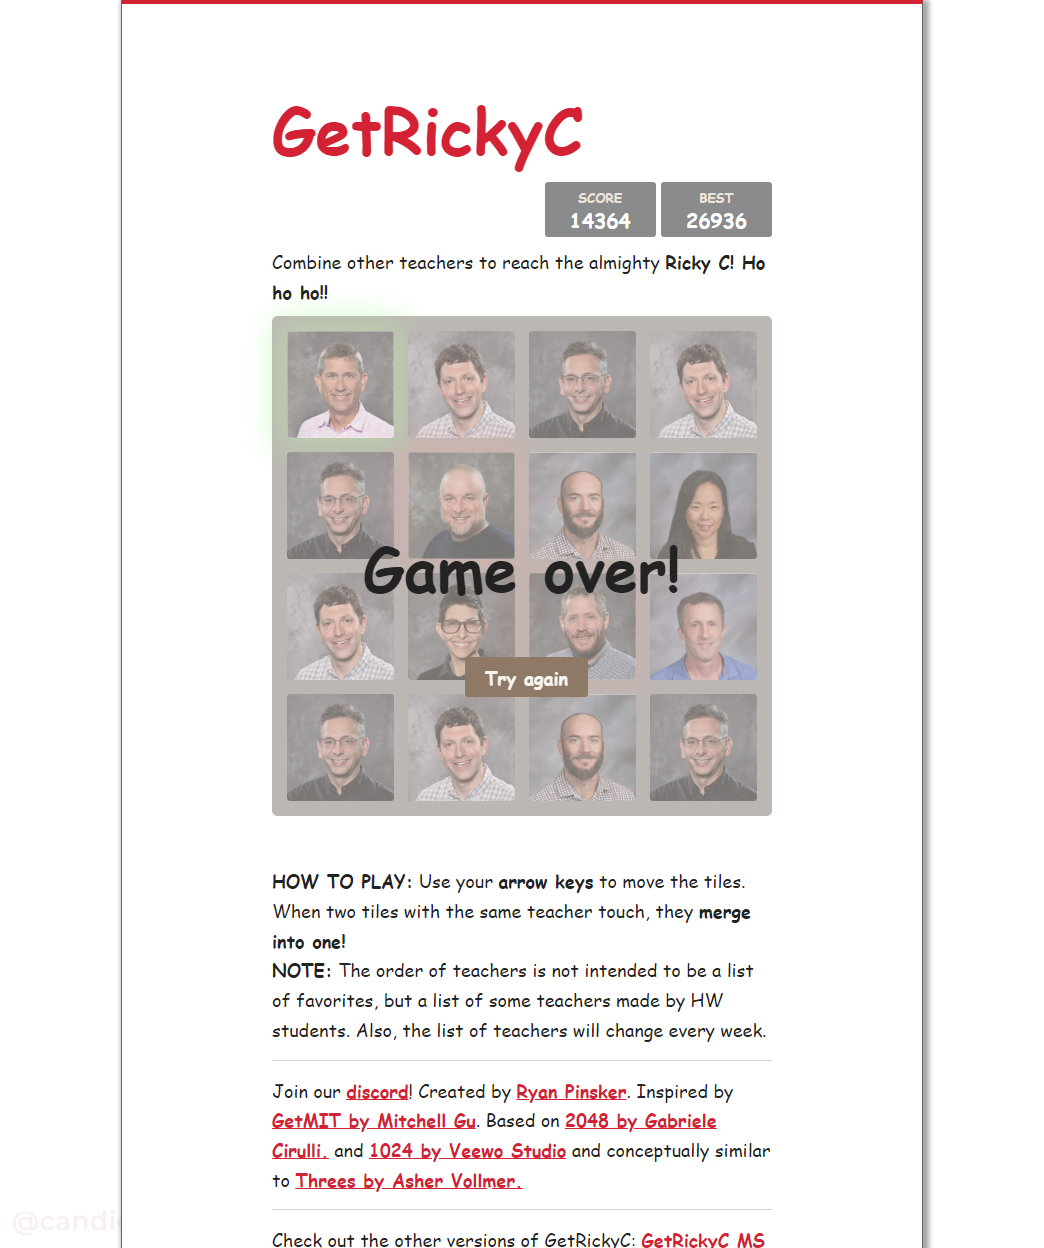 GetRickyC
SCORE
14364
BEST
26936
Combine other teachers to reach the almighty Ricky C! Ho
ho ho!!
Game over!
Try again
HOW TO PLAY: Use your arrow keys to move the tiles.
When two tiles with the same teacher touch, they merge
into one!
NOTE: The order of teachers is not intended to be a list
of favorites, but a list of some teachers made by HW
students. Also, the list of teachers will change every week.
Join our discord! Created by Ryan Pinsker. Inspired by
GetMIT by Mitchell Gu. Based on 2048 by Gabriele
Cirulli. and 1024 by Veewo Studio and conceptually similar
to Threes by Asher Vollmer.
@candi
Check out the other versions of GetRickyC: GetRickyC MS